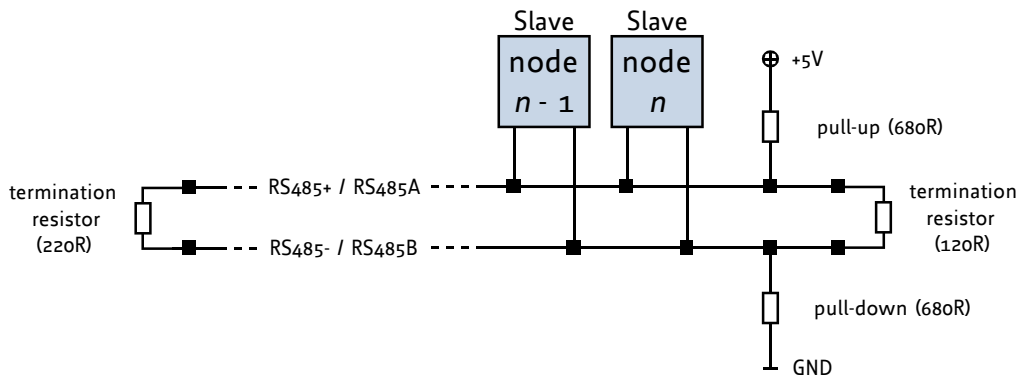 Slave
Slave
node
n - 1
node
n
+5V
pull-up (680R)
termination
resistor
(220R)
RS485+ / RS485A
RS485- / RS485B
termination
resistor
(120R)
pull-down (680R)
GND